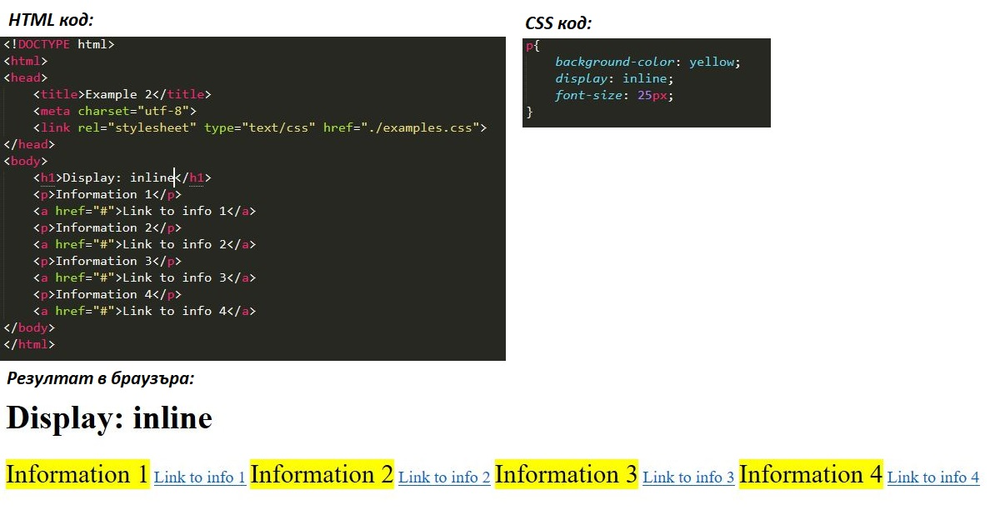 HTML код:
<!DOCTYPE html>
<html>
<head>
    <title>Example 2</title>
    <meta charset="utf-8">
    <link rel="stylesheet" type="text/css" href="./examples.css">
</head>
<body>
    <h1>Display: inline</h1>
    <p>Information 1</p>
    <a href="#">Link to info 1</a>
    <p>Information 2</p>
    <a href="#">Link to info 2</a>
    <p>Information 3</p>
    <a href="#">Link to info 3</a>
    <p>Information 4</p>
    <a href="#">Link to info 4</a>
</body>
</html>
CSS код:
p{
    background-color: yellow;
    display: inline;
    font-size: 25px;
}
Резултат в браузъра:
Display: inline
Information 1 Link to info 1 Information 2 Link to info 2 Information 3 Link to info 3 Information 4 Link to info 4